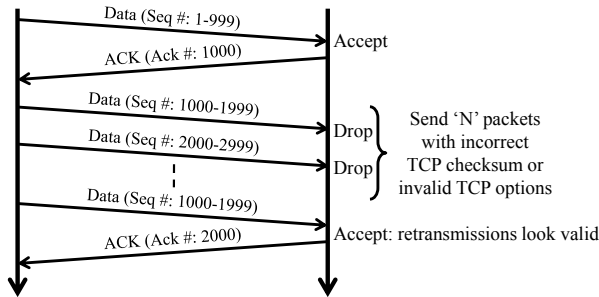 Data (Seq #: 1-999)
Accept
ACK (Ack #: 1000)
Data (Seq #: 1000-1999)
Drop
Data (Seq #: 2000-2999)
Drop
Send ‘N’ packets
with incorrect
TCP checksum or
invalid TCP options
Data (Seq #: 1000-1999)
Accept: retransmissions look valid
ACK (Ack #: 2000)